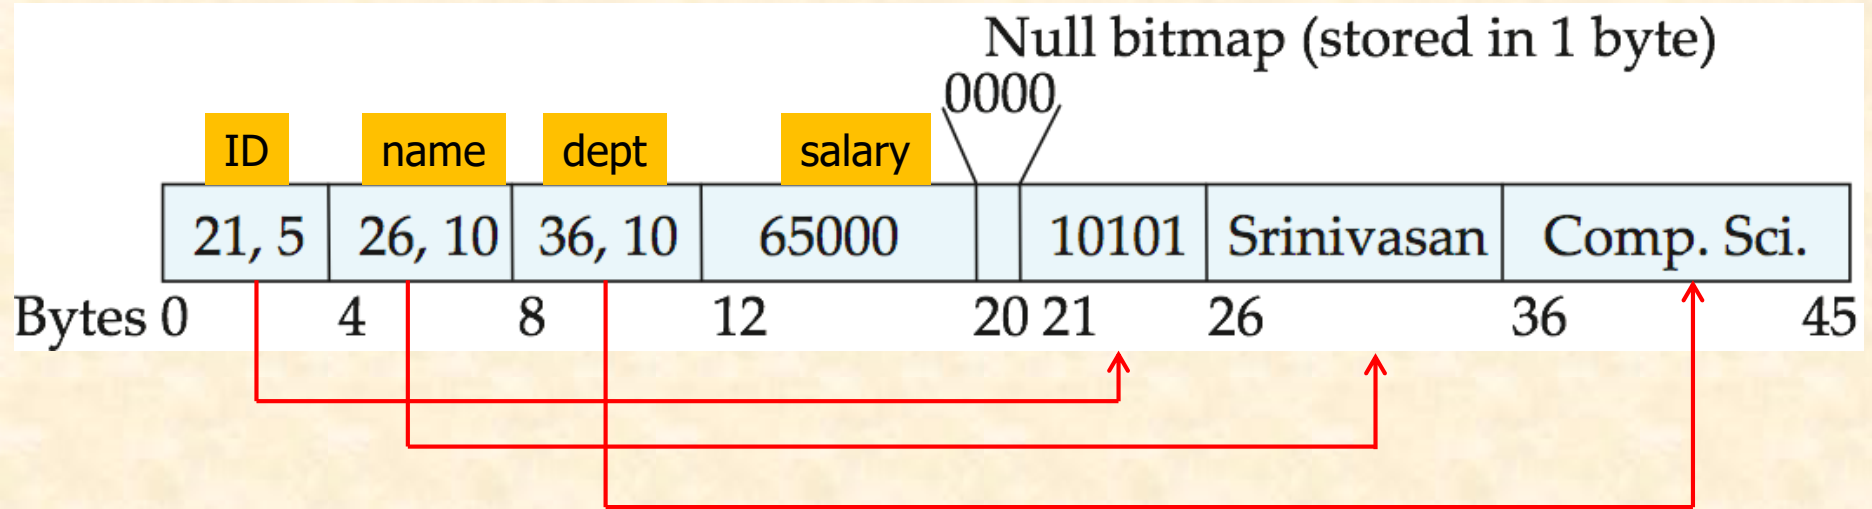 Null bitmap (stored in 1 byte)
0000
ID name dept salary
21, 5 26, 10 36, 10 65000 10101 Srinivasan Comp. Sci.
Bytes 0 4 8 12 20 21 26 36 45